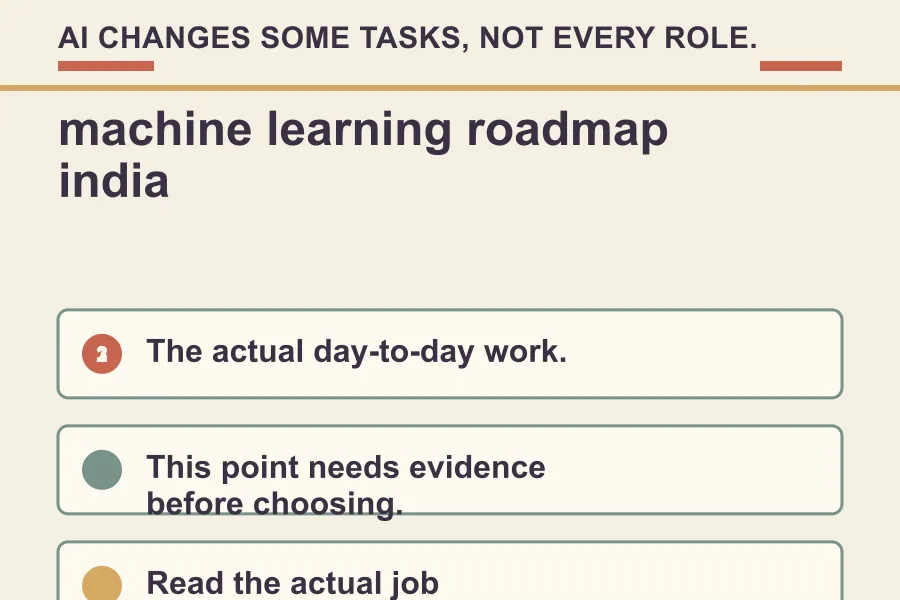 AI CHANGES SOME TASKS, NOT EVERY ROLE.
machine learning roadmap
india
The actual day-to-day work.
This point needs evidence
before choosing.
Read the actual job